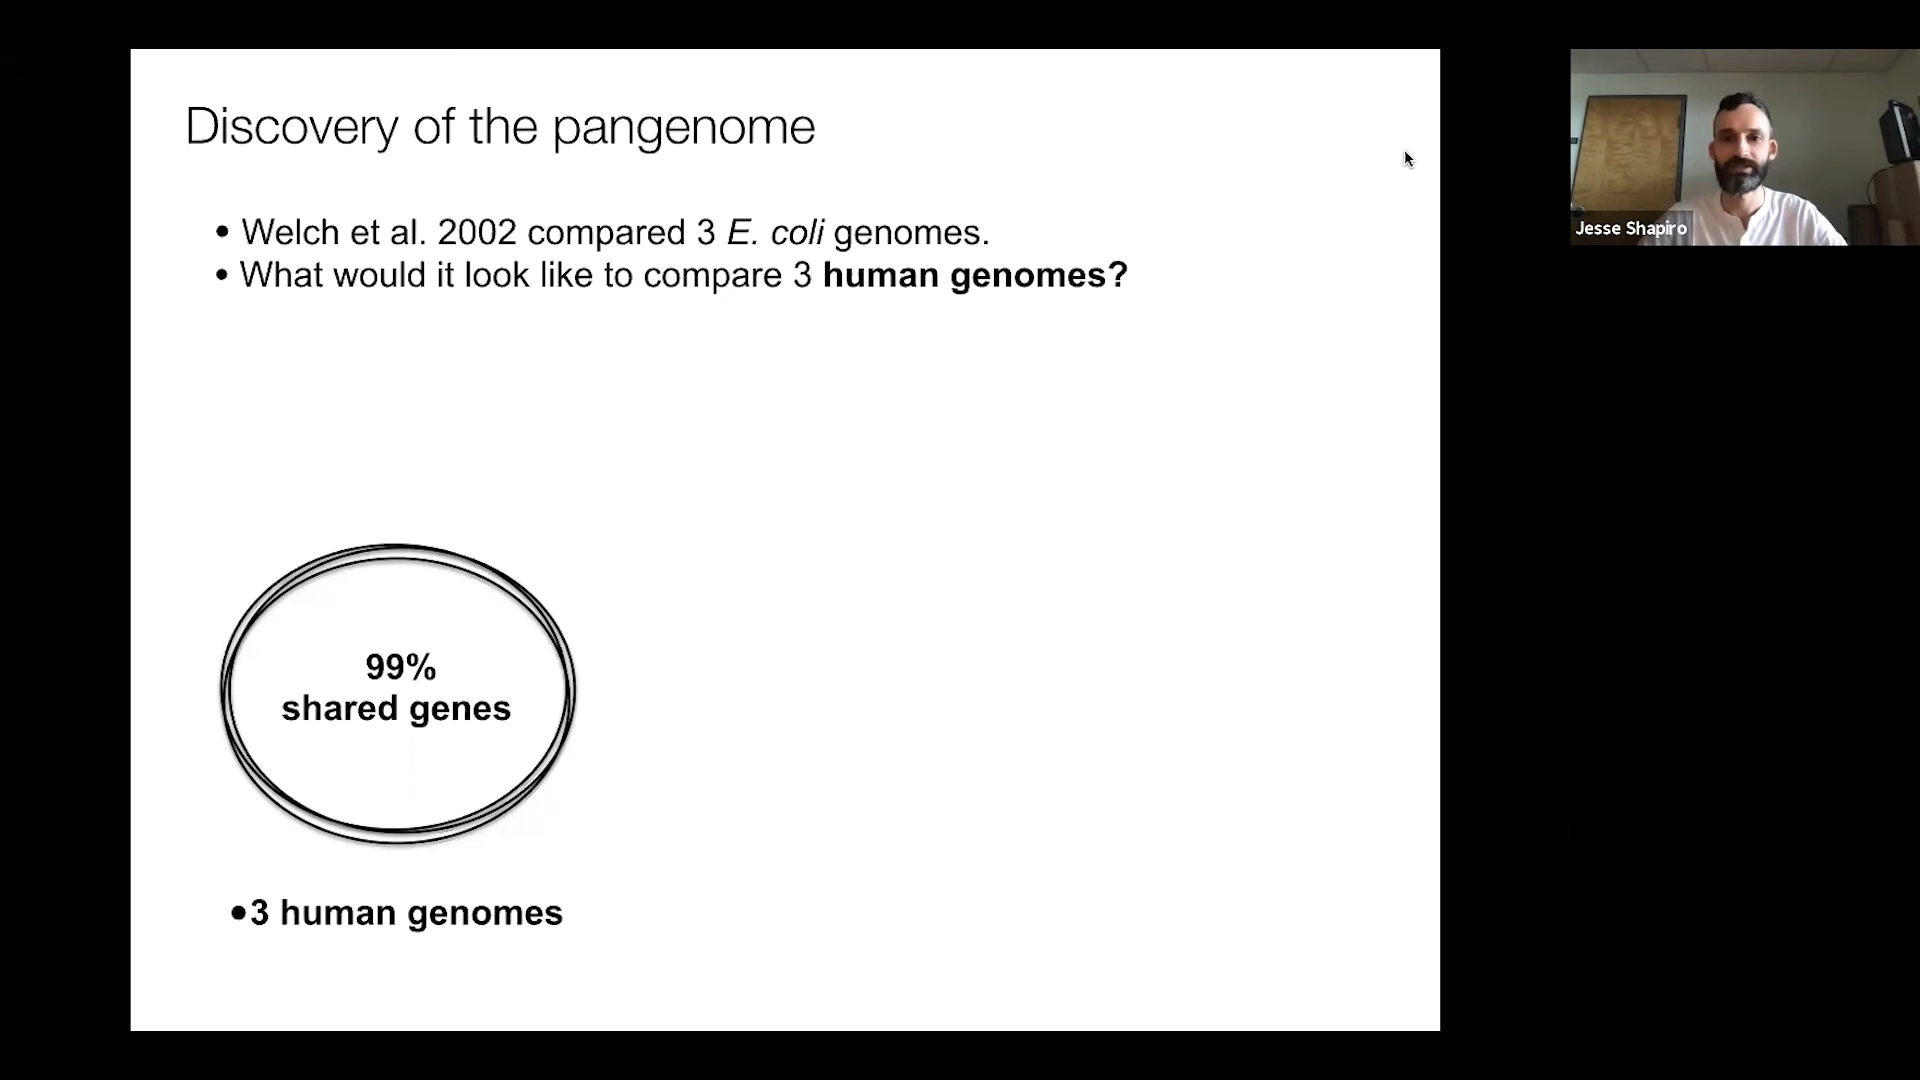 Discovery of the pangenome
• Welch et al. 2002 compared 3 E. coli genomes.
• What would it look like to compare 3 human genomes?
99%
shared genes
•3 human genomes
Jesse Shapiro